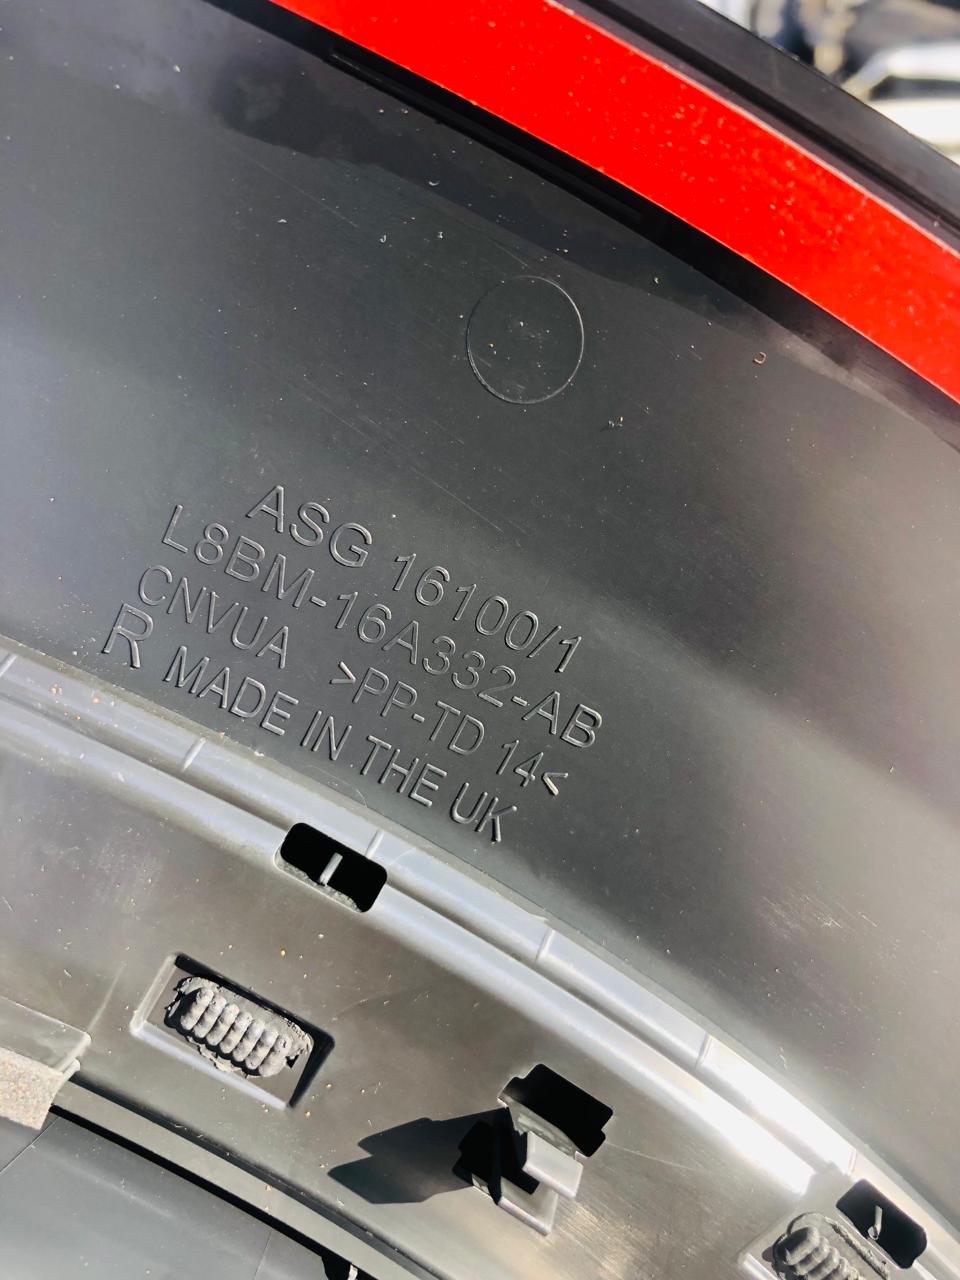 ASG 16100/1
L8BM-16A332-AB
CNVUA >PP-TD 14<
R MADE IN THE UK